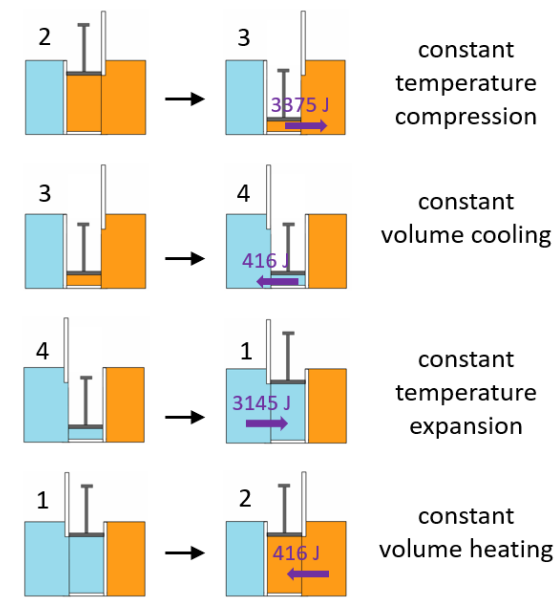 2
3
constant
temperature
compression
3375 J
3
4
constant
volume cooling
416 J
4
1
constant
temperature
expansion
3145 J
1
2
constant
volume heating
416 J